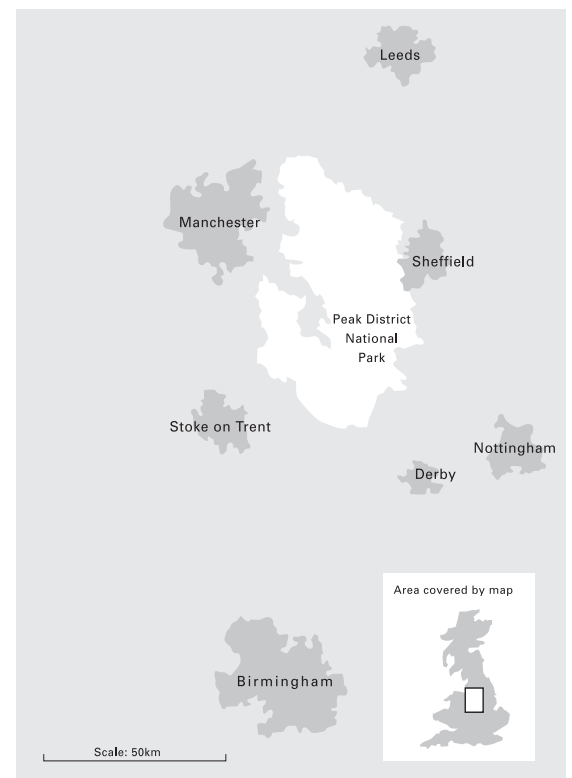 Leeds
Manchester
Sheffield
Peak District
National
Park
Stoke on Trent
Nottingham
Derby
Area covered by map
Birmingham
Scale: 50km